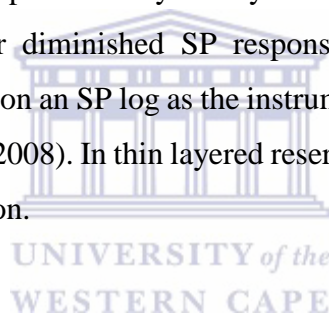 r diminished SP respons
on an SP log as the instrum
2008). In thin layered reser
on.
UNIVERSITY of the
WESTERN CAPE